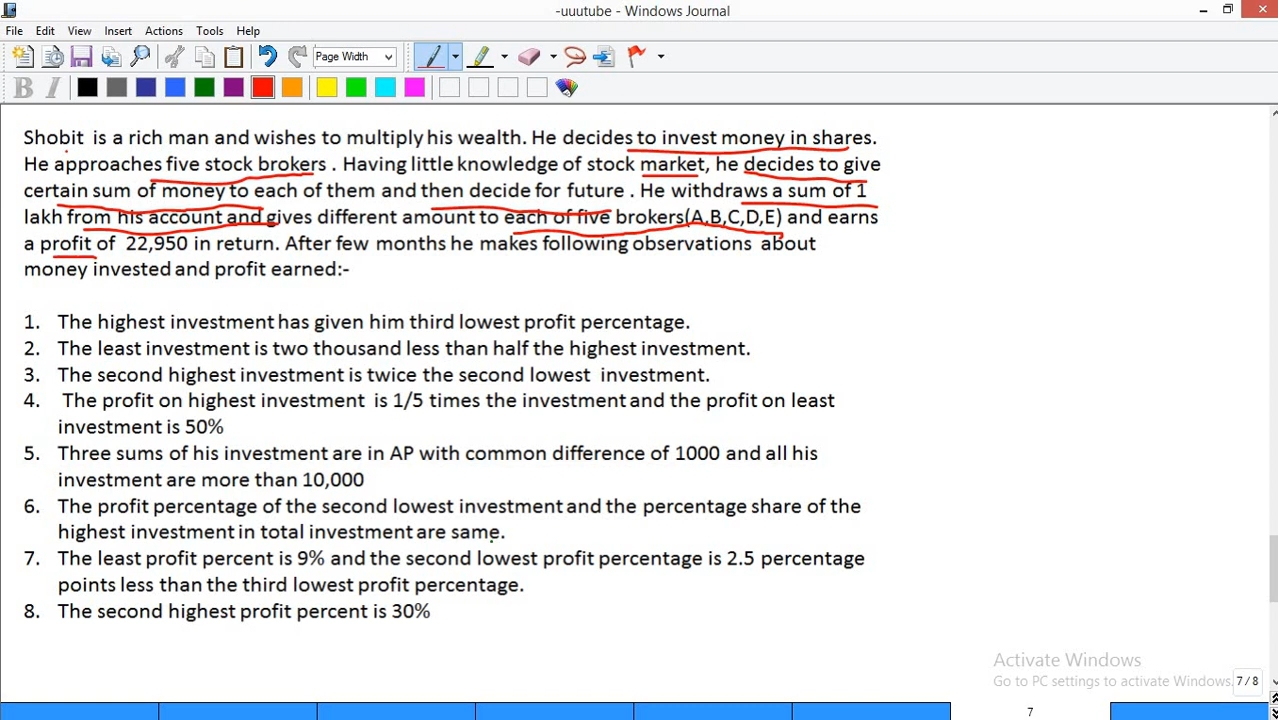 -uuutube - Windows Journal
File Edit View Insert Actions Tools Help
Page Width
B I
Shobit is a rich man and wishes to multiply his wealth. He decides to invest money in shares.
He approaches five stock brokers . Having little knowledge of stock market, he decides to give
certain sum of money to each of them and then decide for future . He withdraws a sum of 1
lakh from his account and gives different amount to each of five brokers(A,B,C,D,E) and earns
a profit of 22,950 in return. After few months he makes following observations about
money invested and profit earned:-
1. The highest investment has given him third lowest profit percentage.
2. The least investment is two thousand less than half the highest investment.
3. The second highest investment is twice the second lowest investment.
4. The profit on highest investment is 1/5 times the investment and the profit on least
investment is 50%
5. Three sums of his investment are in AP with common difference of 1000 and all his
investment are more than 10,000
6. The profit percentage of the second lowest investment and the percentage share of the
highest investment in total investment are same.
7. The least profit percent is 9% and the second lowest profit percentage is 2.5 percentage
points less than the third lowest profit percentage.
8. The second highest profit percent is 30%
Activate Windows
Go to PC settings to activate Windows.
7 / 8
7